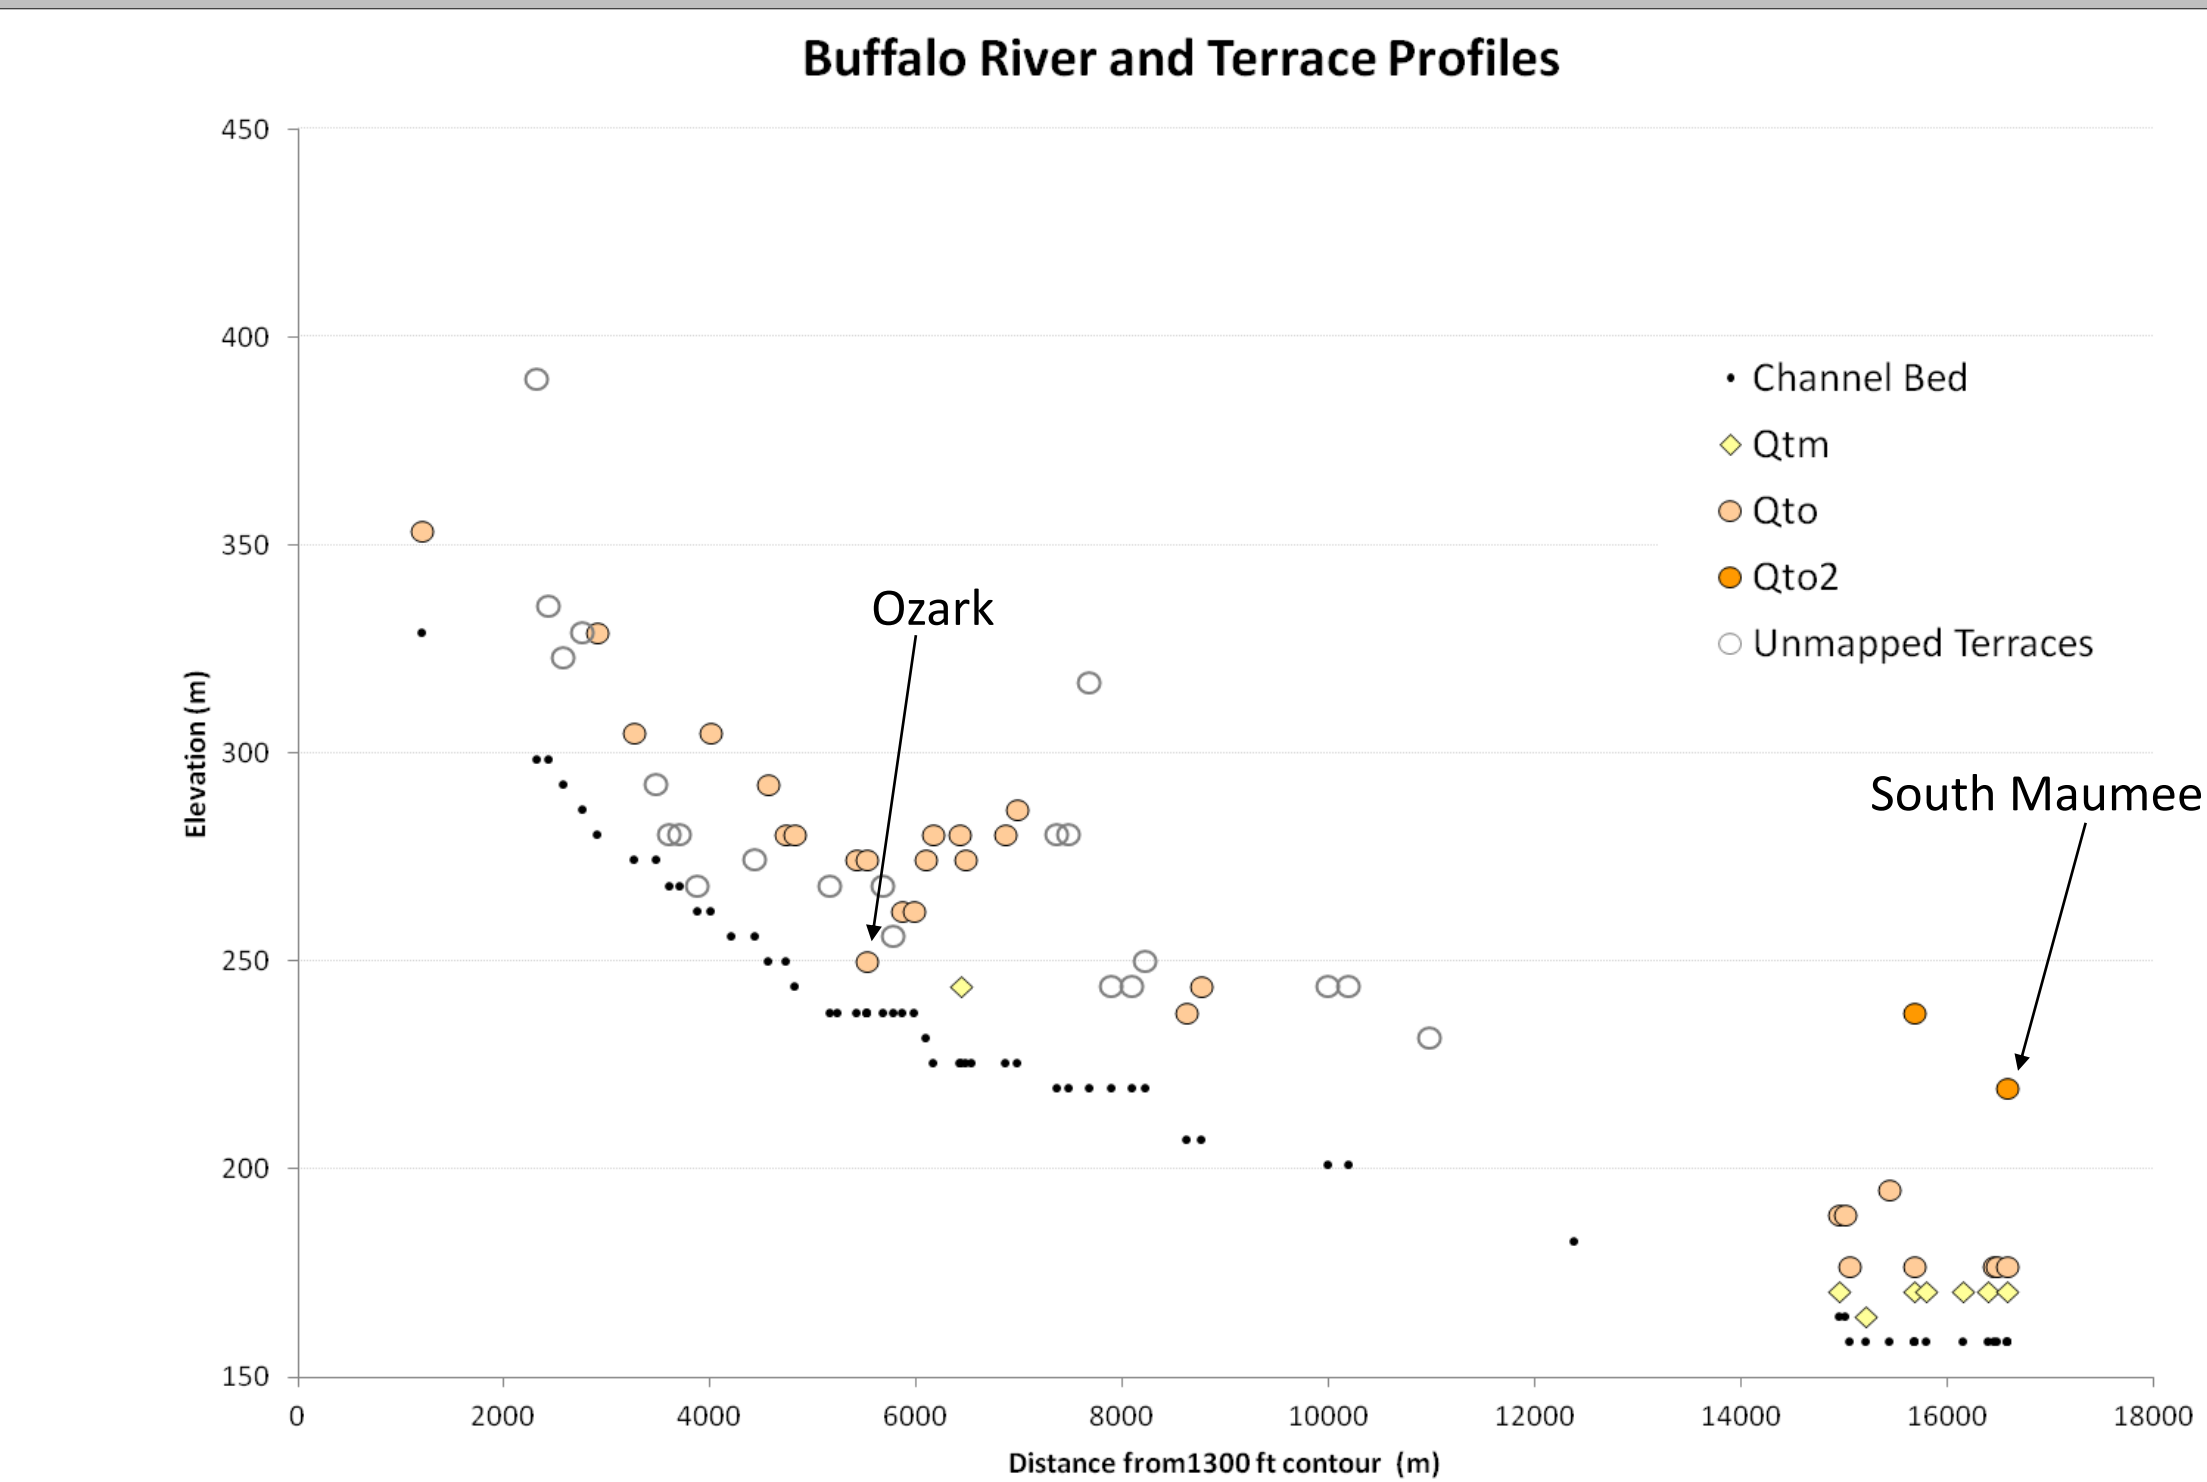 Buffalo River and Terrace Profiles
450
400
350
300
250
200
150
Elevation (m)
Channel Bed
Qtm
Qto
Qto2
Unmapped Terraces
Ozark
South Maumee
0 2000 4000 6000 8000 10000 12000 14000 16000 18000
Distance from1300 ft contour (m)